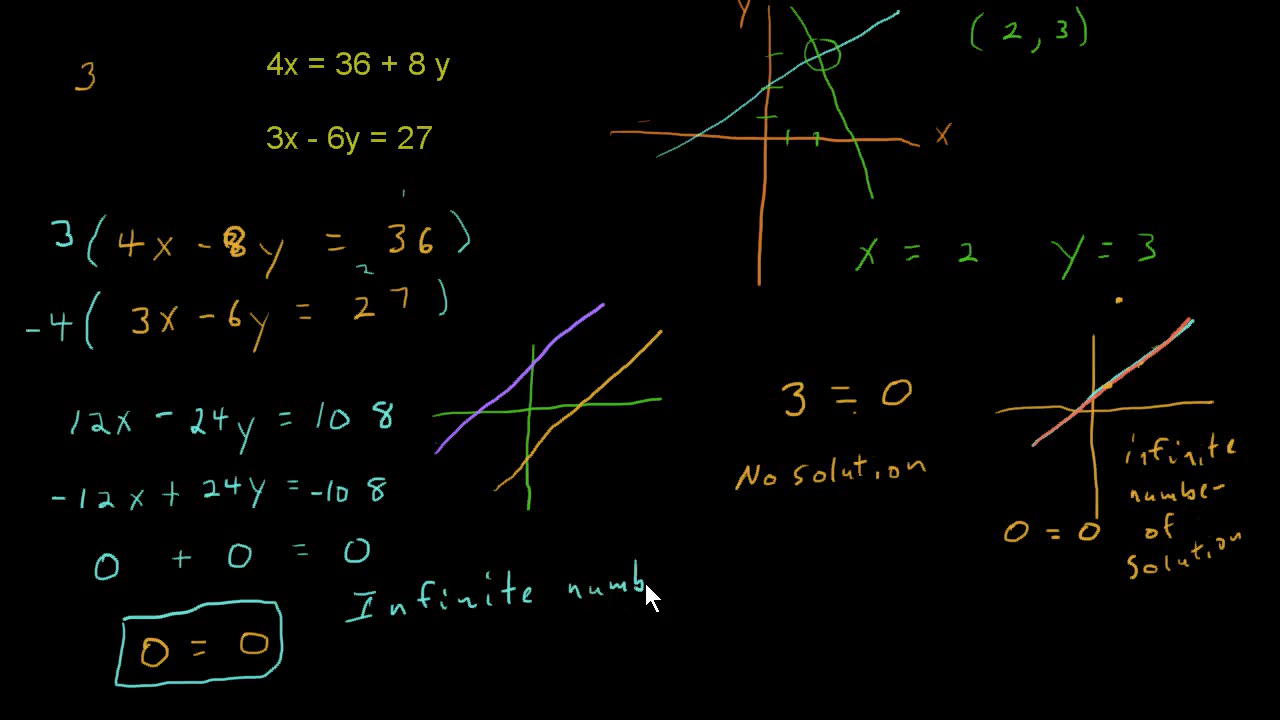 3
4x = 36 + 8 y
3x - 6y = 27
3(4x - 8y = 36)
-4(3x - 6y = 27)
12x - 24y = 108
-12x + 24y = -108
0 + 0 = 0
0 = 0
Infinite numb
y
x
(2, 3)
x = 2 y = 3
3 = 0
No solution
0 = 0
infinite
number
of
solution